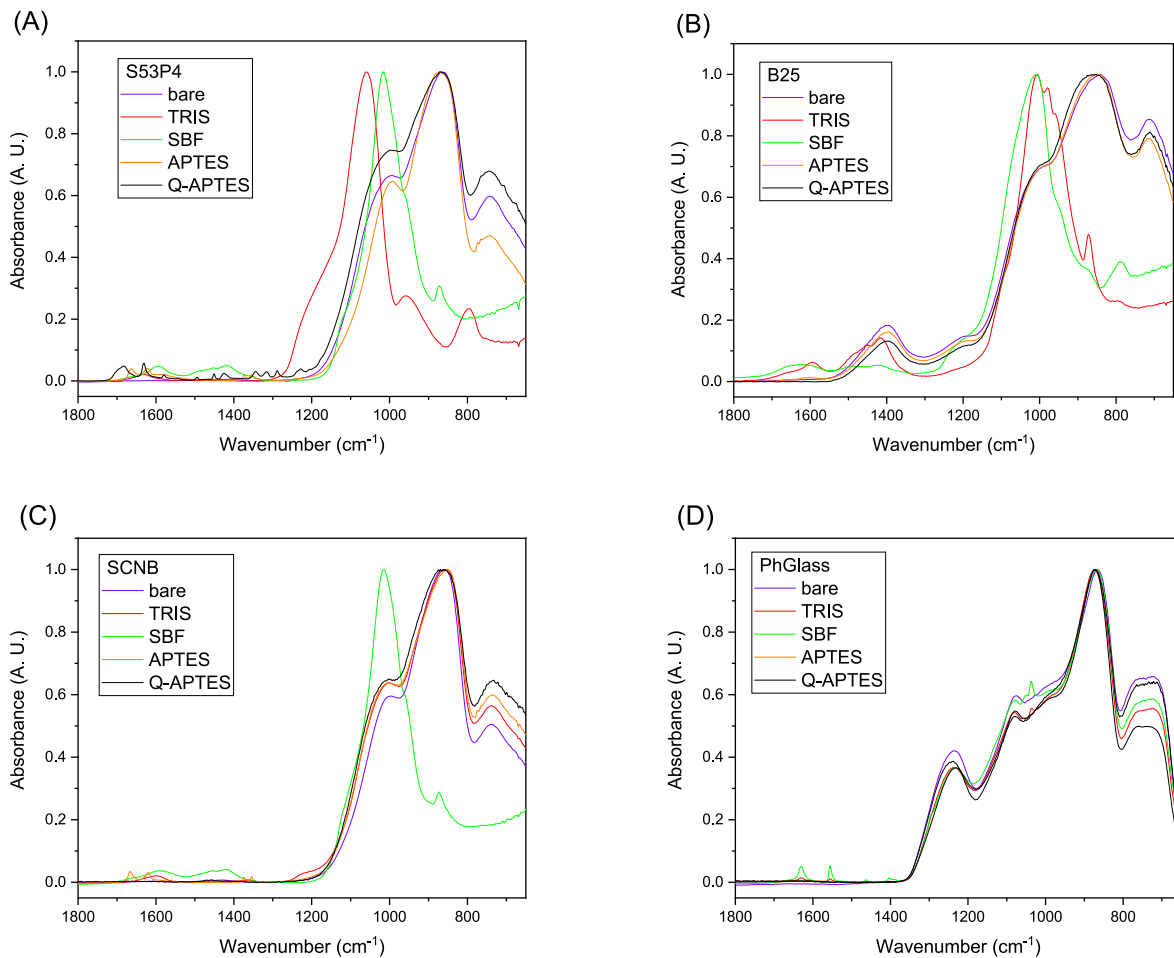 (A)
S53P4
bare
TRIS
SBF
APTES
Q-APTES
1.0
0.8
0.6
0.4
0.2
0.0
Absorbance (A. U.)
1800 1600 1400 1200 1000 800
Wavenumber (cm-1)
(B)
B25
bare
TRIS
SBF
APTES
Q-APTES
1.0
0.8
0.6
0.4
0.2
0.0
Absorbance (A. U.)
1800 1600 1400 1200 1000 800
Wavenumber (cm-1)
(C)
SCNB
bare
TRIS
SBF
APTES
Q-APTES
1.0
0.8
0.6
0.4
0.2
0.0
Absorbance (A. U.)
1800 1600 1400 1200 1000 800
Wavenumber (cm-1)
(D)
PhGlass
bare
TRIS
SBF
APTES
Q-APTES
1.0
0.8
0.6
0.4
0.2
0.0
Absorbance (A. U.)
1800 1600 1400 1200 1000 800
Wavenumber (cm-1)